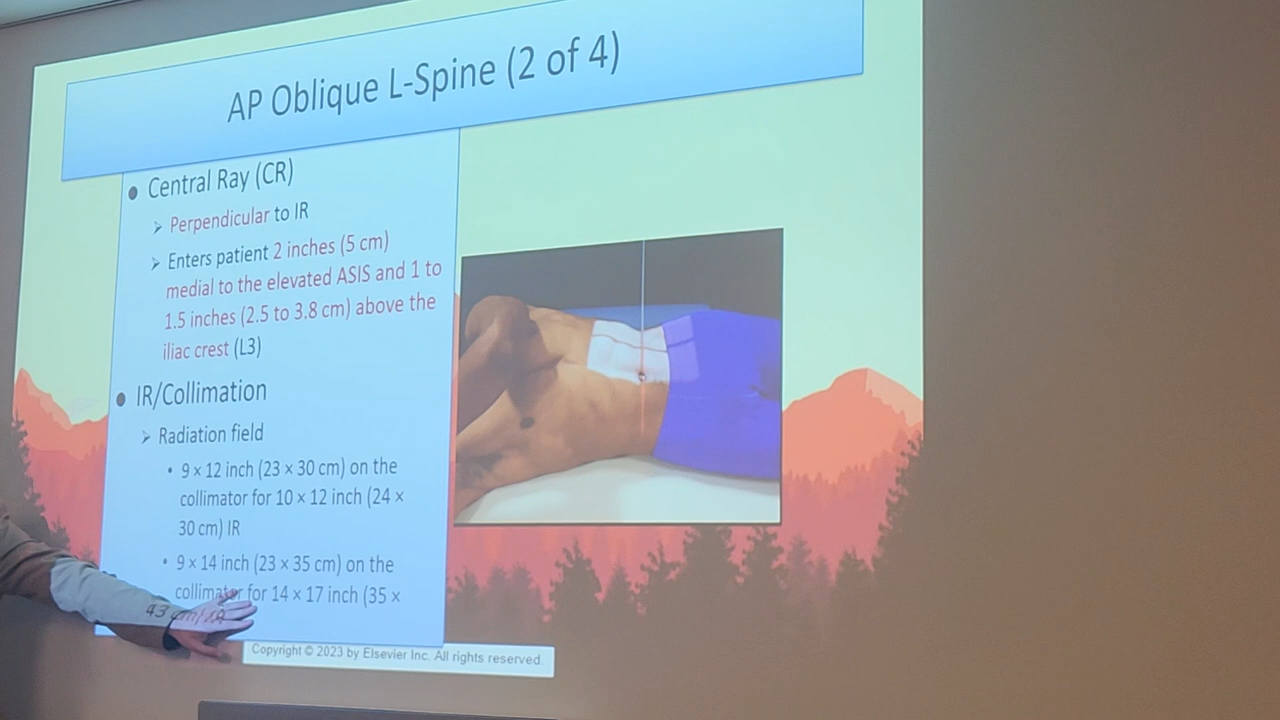 AP Oblique L-Spine (2 of 4)
Central Ray (CR)
Perpendicular to IR
Enters patient 2 inches (5 cm)
medial to the elevated ASIS and 1 to
1.5 inches (2.5 to 3.8 cm) above the
iliac crest (L3)
IR/Collimation
Radiation field
9 × 12 inch (23 × 30 cm) on the
collimator for 10 × 12 inch (24 ×
30 cm) IR
9 × 14 inch (23 × 35 cm) on the
collimator for 14 × 17 inch (35 ×
43 cm) IR
Copyright © 2023 by Elsevier Inc. All rights reserved.